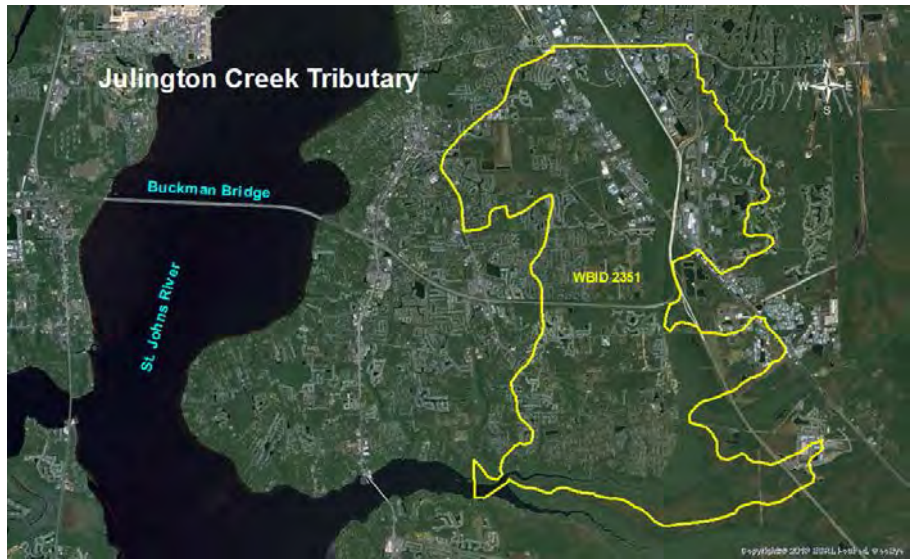 Julington Creek Tributary
N
W E
S
Buckman Bridge
WBID 2351
St. Johns River